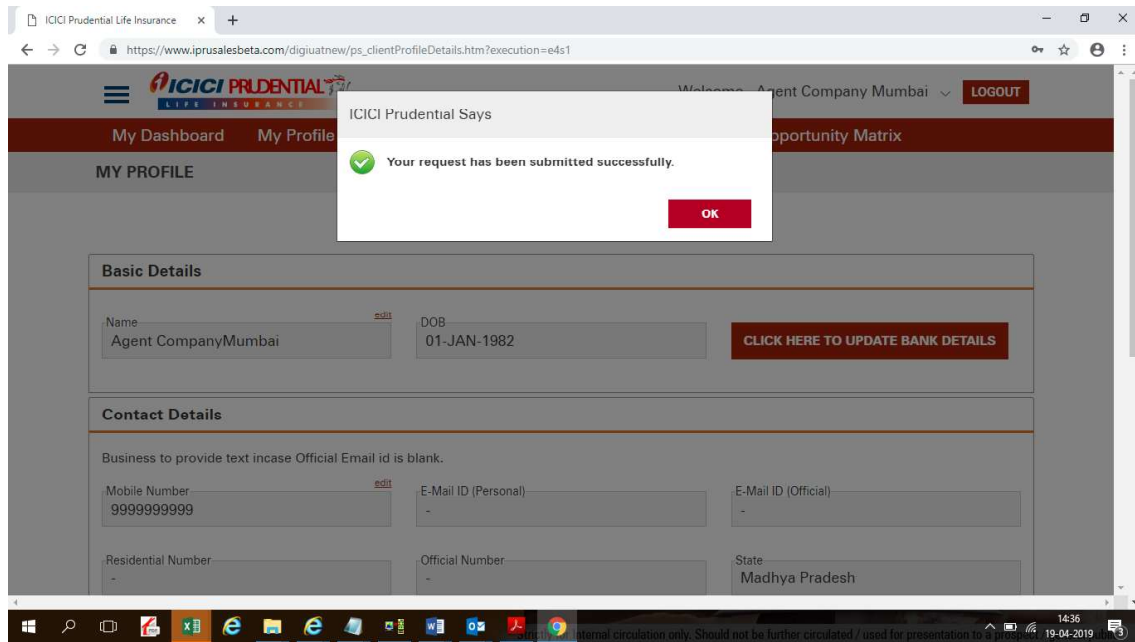 ICICI Prudential Life Insurance
https://www.iprusalesbeta.com/digiuatnew/ps_clientProfileDetails.htm?execution=e4s1
ICICI PRUDENTIAL
LIFE INSURANCE
Agent Company Mumbai
LOGOUT
ICICI Prudential Says
Your request has been submitted successfully.
OK
My Dashboard My Profile Matrix
MY PROFILE
Basic Details
Name edit
Agent CompanyMumbai
DOB
01-JAN-1982
CLICK HERE TO UPDATE BANK DETAILS
Contact Details
Business to provide text incase Official Email id is blank.
Mobile Number edit
9999999999
E-Mail ID (Personal)
-
E-Mail ID (Official)
-
Residential Number
-
Official Number
-
State
Madhya Pradesh
internal circulation only. Should not be further circulated / used for presentation to a
14:36
19-04-2019